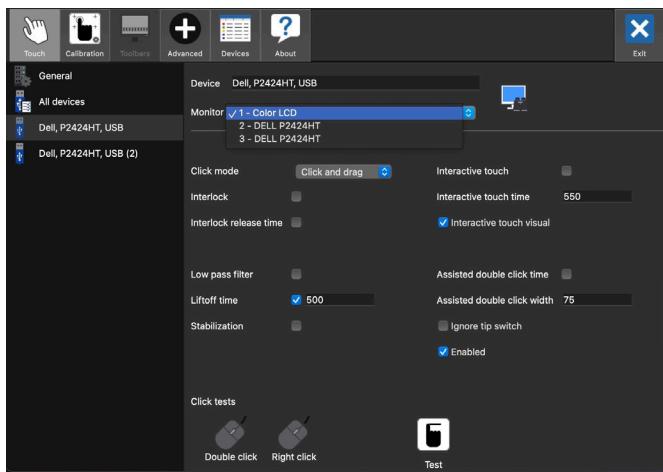 Touch
Calibration
Toolbars
Advanced
Devices
About
Exit
General
All devices
Dell, P2424HT, USB
Dell, P2424HT, USB (2)
Device Dell, P2424HT, USB
Monitor ✓ 1 - Color LCD
2 - DELL P2424HT
3 - DELL P2424HT
Click mode Click and drag
Interactive touch
Interlock
Interactive touch time 550
Interlock release time
Interactive touch visual
Low pass filter
Assisted double click time
Liftoff time 500
Assisted double click width 75
Stabilization
Ignore tip switch
Enabled
Click tests
Double click
Right click
Test